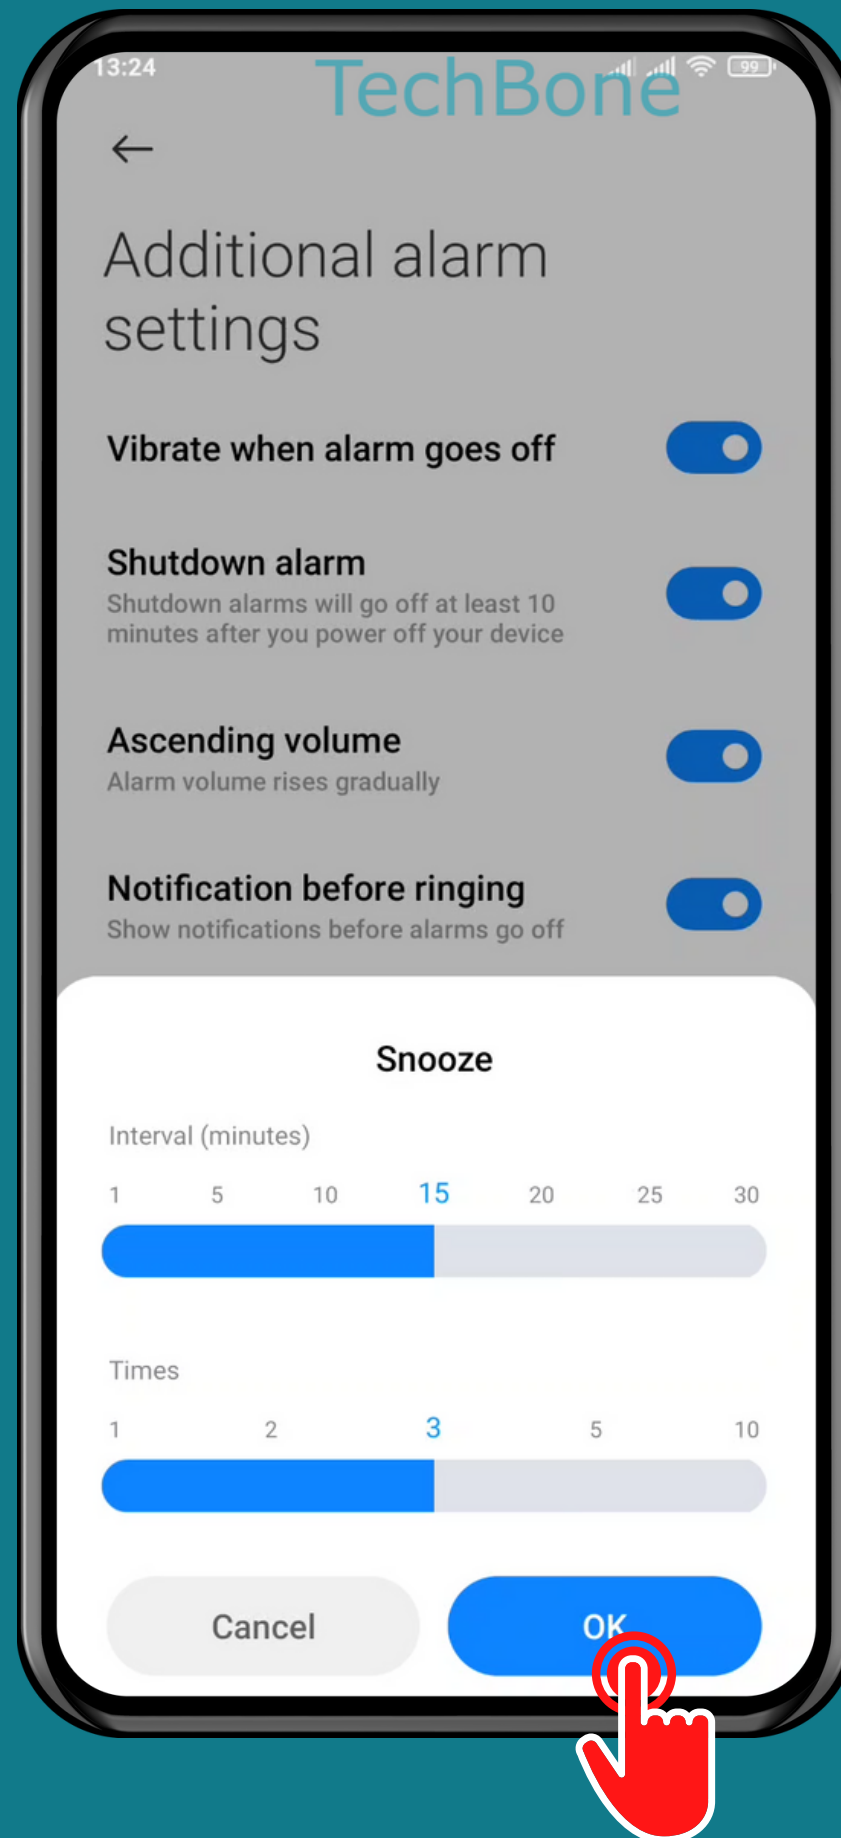 13:24
TechBone
99
Additional alarm
settings
Vibrate when alarm goes off
Shutdown alarm
Shutdown alarms will go off at least 10
minutes after you power off your device
Ascending volume
Alarm volume rises gradually
Notification before ringing
Show notifications before alarms go off
Snooze
Interval (minutes)
1 5 10 15 20 25 30
Times
1 2 3 5 10
Cancel OK